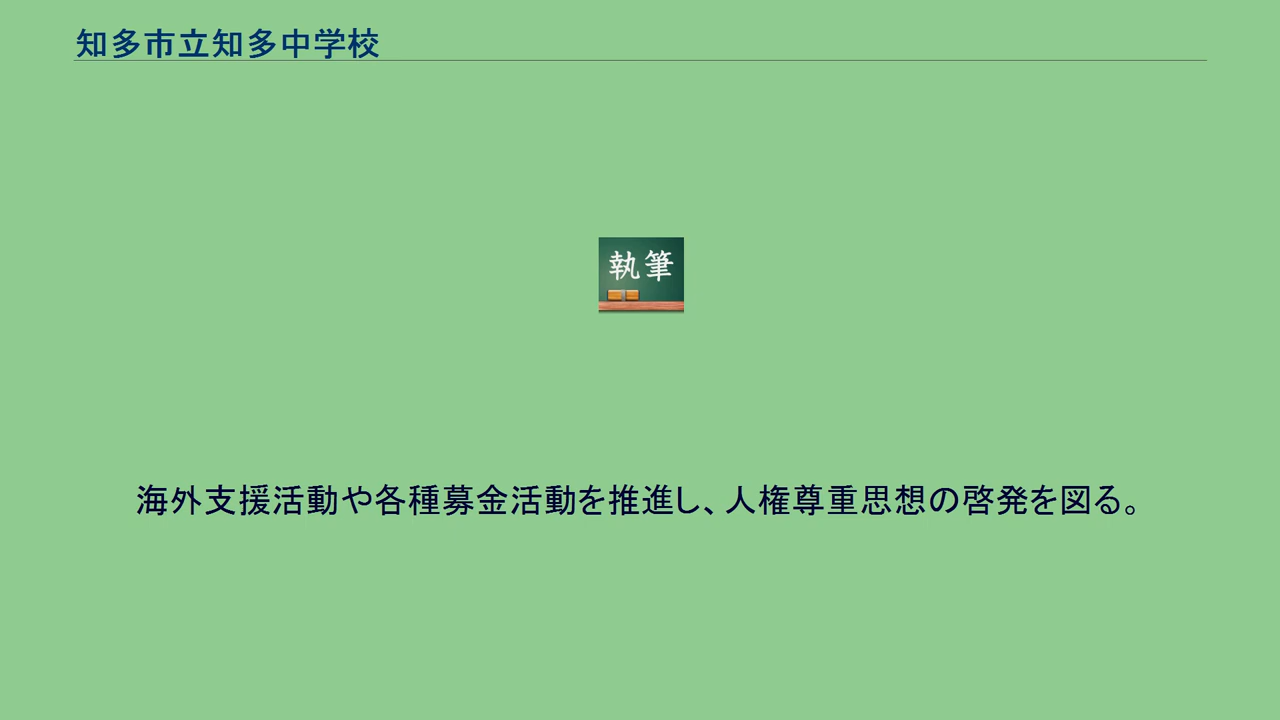 知多市立知多中学校
執筆
海外支援活動や各種募金活動を推進し、人権尊重思想の啓発を図る。